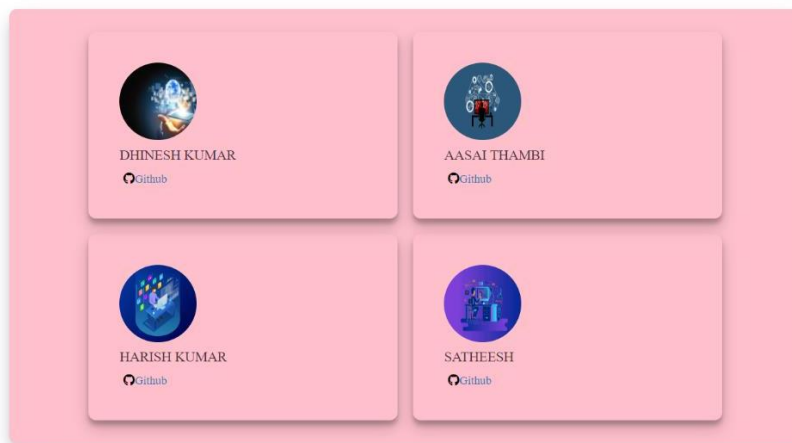 DHINESH KUMAR
Github
AASAI THAMBI
Github
HARISH KUMAR
Github
SATHEESH
Github